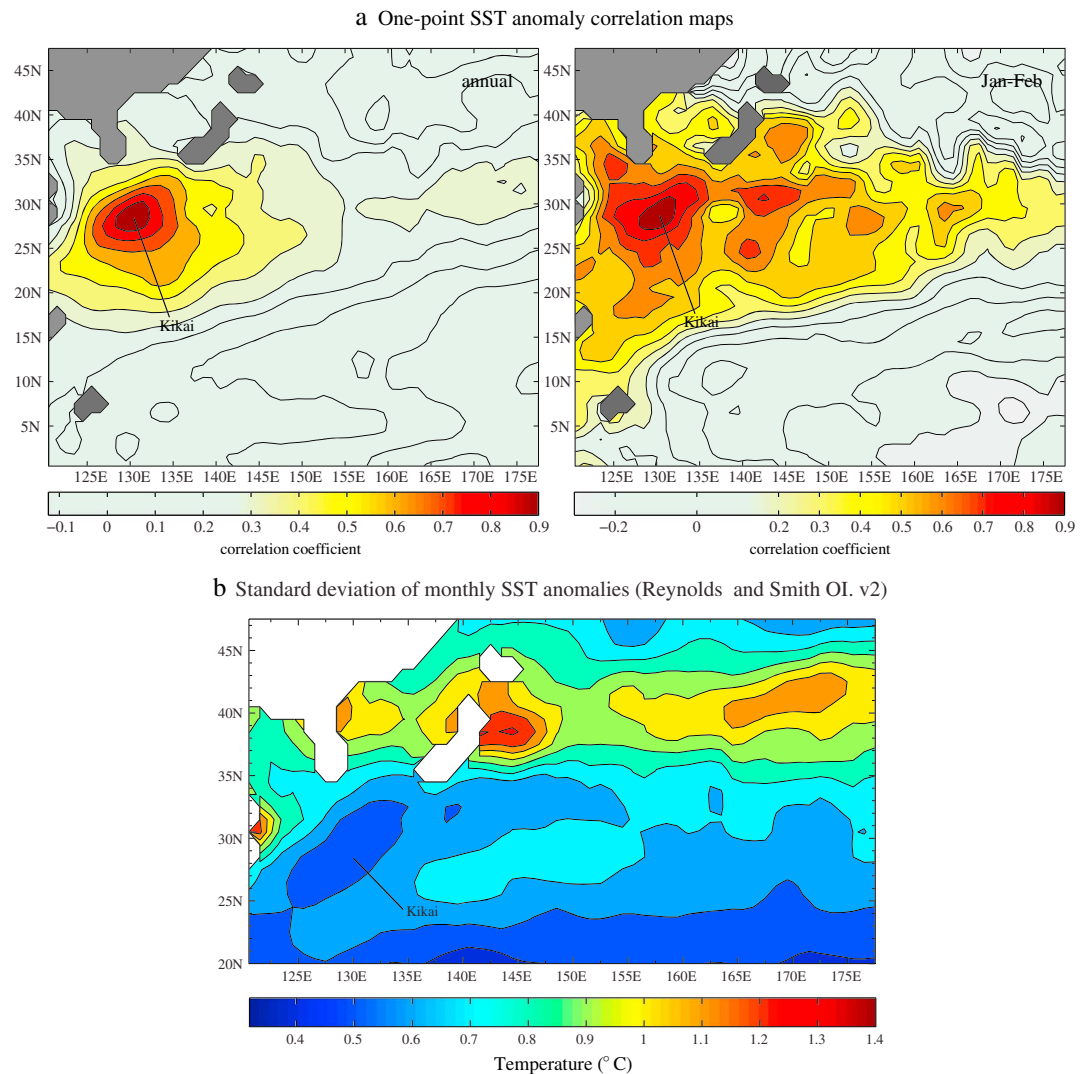 a One-point SST anomaly correlation maps
annual
Jan-Feb
45N
40N
35N
30N
25N
20N
15N
10N
5N
Kikai
125E 130E 135E 140E 145E 150E 155E 160E 165E 170E 175E
−0.1 0 0.1 0.2 0.3 0.4 0.5 0.6 0.7 0.8 0.9
correlation coefficient
45N
40N
35N
30N
25N
20N
15N
10N
5N
Kikai
125E 130E 135E 140E 145E 150E 155E 160E 165E 170E 175E
−0.2 0 0.2 0.3 0.4 0.5 0.6 0.7 0.8 0.9
correlation coefficient
b Standard deviation of monthly SST anomalies (Reynolds and Smith OI. v2)
45N
40N
35N
30N
25N
20N
Kikai
125E 130E 135E 140E 145E 150E 155E 160E 165E 170E 175E
0.4 0.5 0.6 0.7 0.8 0.9 1 1.1 1.2 1.3 1.4
Temperature (° C)